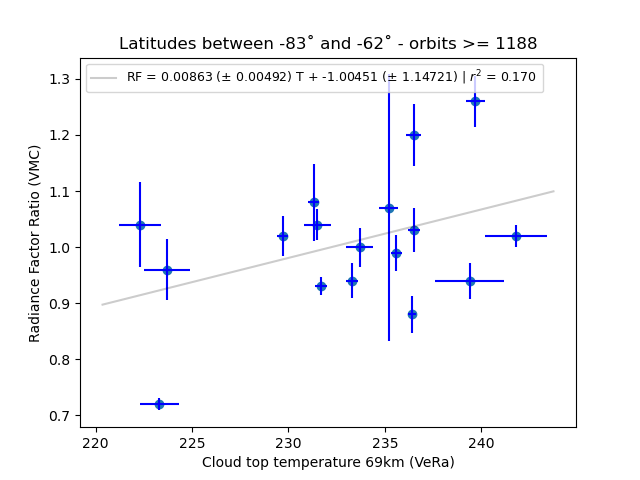 Latitudes between -83˚ and -62˚ - orbits >= 1188
RF = 0.00863 (± 0.00492) T + -1.00451 (± 1.14721) | r² = 0.170
Radiance Factor Ratio (VMC)
1.3
1.2
1.1
1.0
0.9
0.8
0.7
220 225 230 235 240
Cloud top temperature 69km (VeRa)